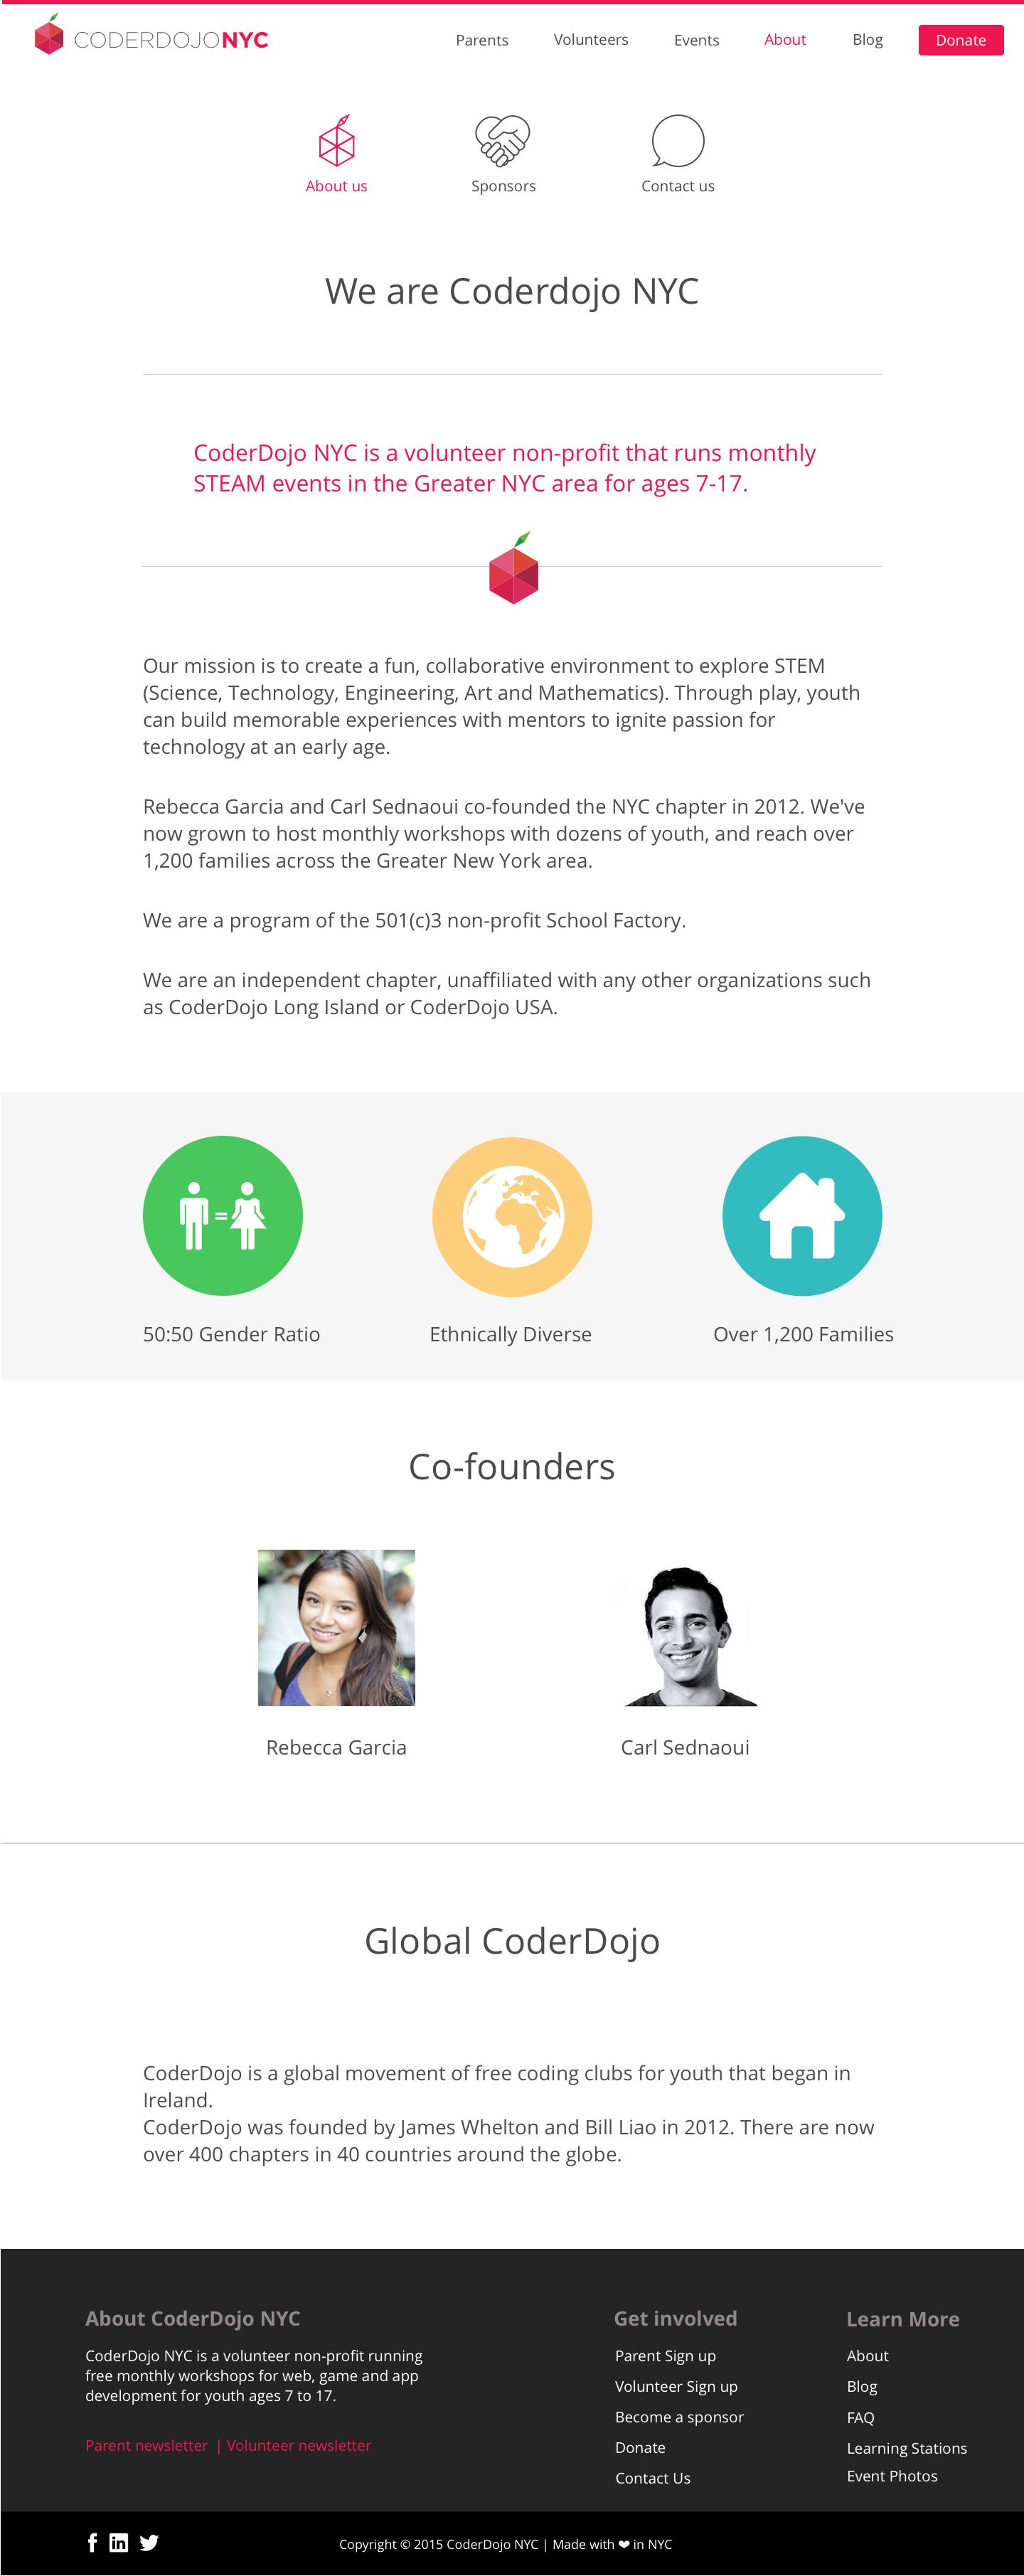 CODERDOJONYC
Parents
Volunteers
Events
About
Blog
Donate
About us
Sponsors
Contact us
We are Coderdojo NYC
CoderDojo NYC is a volunteer non-profit that runs monthly
STEAM events in the Greater NYC area for ages 7-17.
Our mission is to create a fun, collaborative environment to explore STEM
(Science, Technology, Engineering, Art and Mathematics). Through play, youth
can build memorable experiences with mentors to ignite passion for
technology at an early age.
Rebecca Garcia and Carl Sednaoui co-founded the NYC chapter in 2012. We've
now grown to host monthly workshops with dozens of youth, and reach over
1,200 families across the Greater New York area.
We are a program of the 501(c)3 non-profit School Factory.
We are an independent chapter, unaffiliated with any other organizations such
as CoderDojo Long Island or CoderDojo USA.
=
50:50 Gender Ratio
Ethnically Diverse
Over 1,200 Families
Co-founders
Rebecca Garcia
Carl Sednaoui
Global CoderDojo
CoderDojo is a global movement of free coding clubs for youth that began in
Ireland.
CoderDojo was founded by James Whelton and Bill Liao in 2012. There are now
over 400 chapters in 40 countries around the globe.
About CoderDojo NYC
CoderDojo NYC is a volunteer non-profit running
free monthly workshops for web, game and app
development for youth ages 7 to 17.
Parent newsletter | Volunteer newsletter
Get involved
Parent Sign up
Volunteer Sign up
Become a sponsor
Donate
Contact Us
Learn More
About
Blog
FAQ
Learning Stations
Event Photos
f in
Copyright © 2015 CoderDojo NYC | Made with ❤ in NYC